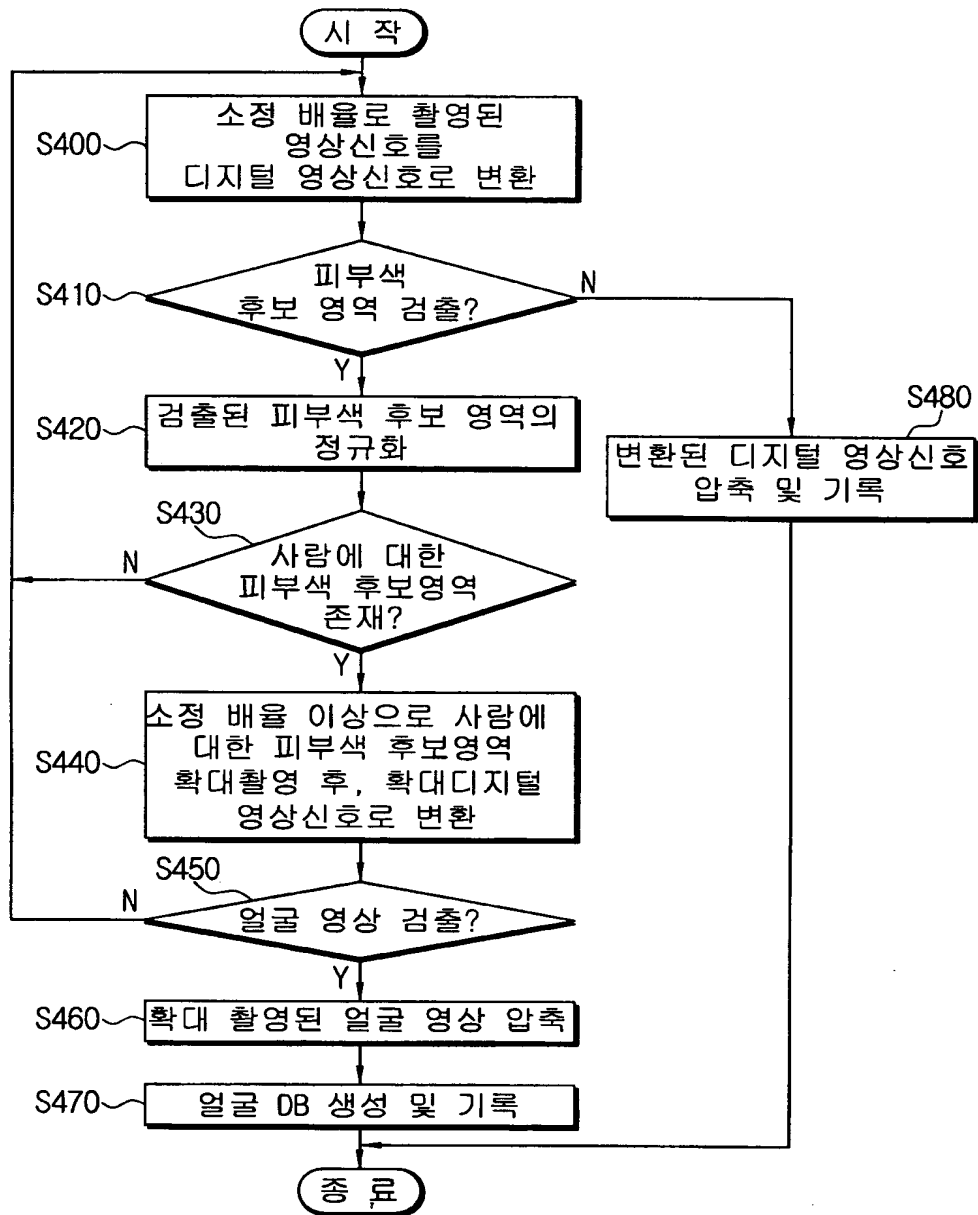 시 작
S400
소정 배율로 촬영된
영상신호를
디지털 영상신호로 변환
S410
피부색
후보 영역 검출?
N
Y
S420
검출된 피부색 후보 영역의
정규화
S480
변환된 디지털 영상신호
압축 및 기록
S430
사람에 대한
피부색 후보영역
존재?
N
Y
S440
소정 배율 이상으로 사람에
대한 피부색 후보영역
확대촬영 후, 확대디지털
영상신호로 변환
S450
얼굴 영상 검출?
N
Y
S460
확대 촬영된 얼굴 영상 압축
S470
얼굴 DB 생성 및 기록
종 료